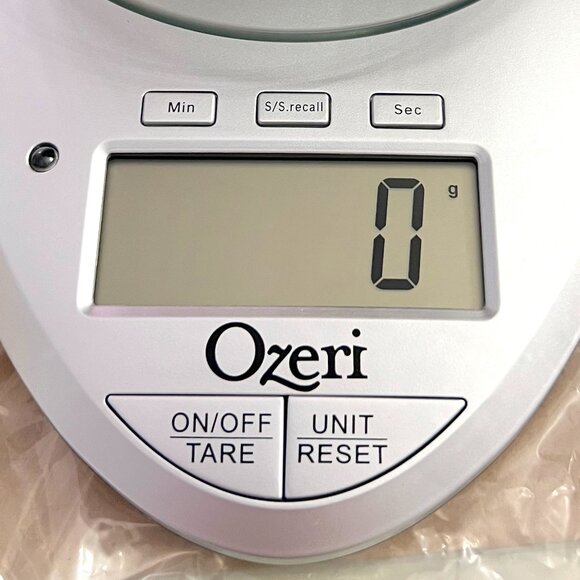 Min S/S.recall Sec
0 g
Ozeri
ON/OFF UNIT
TARE RESET